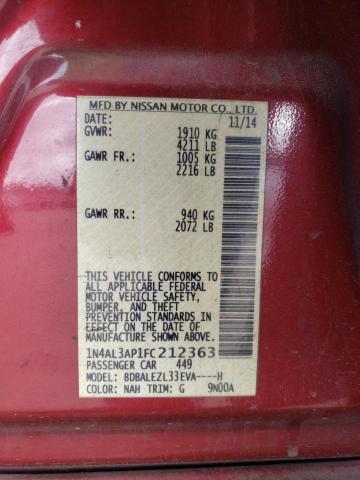 MFD BY NISSAN MOTOR CO., LTD.
DATE: 11/14
GVWR: 1910 KG
4211 LB
GAWR FR: 1005 KG
2216 LB
GAWR RR: 940 KG
2072 LB
THIS VEHICLE CONFORMS TO
ALL APPLICABLE FEDERAL
MOTOR VEHICLE SAFETY,
BUMPER, AND THEFT
PREVENTION STANDARDS
IN EFFECT ON THE DATE OF
MANUFACTURE SHOWN ABOVE.
1N4AL3AP1FC212363
PASSENGER CAR 449
MODEL: BDBALEZL33EVA----H
COLOR: NAH TRIM: G 9N00A